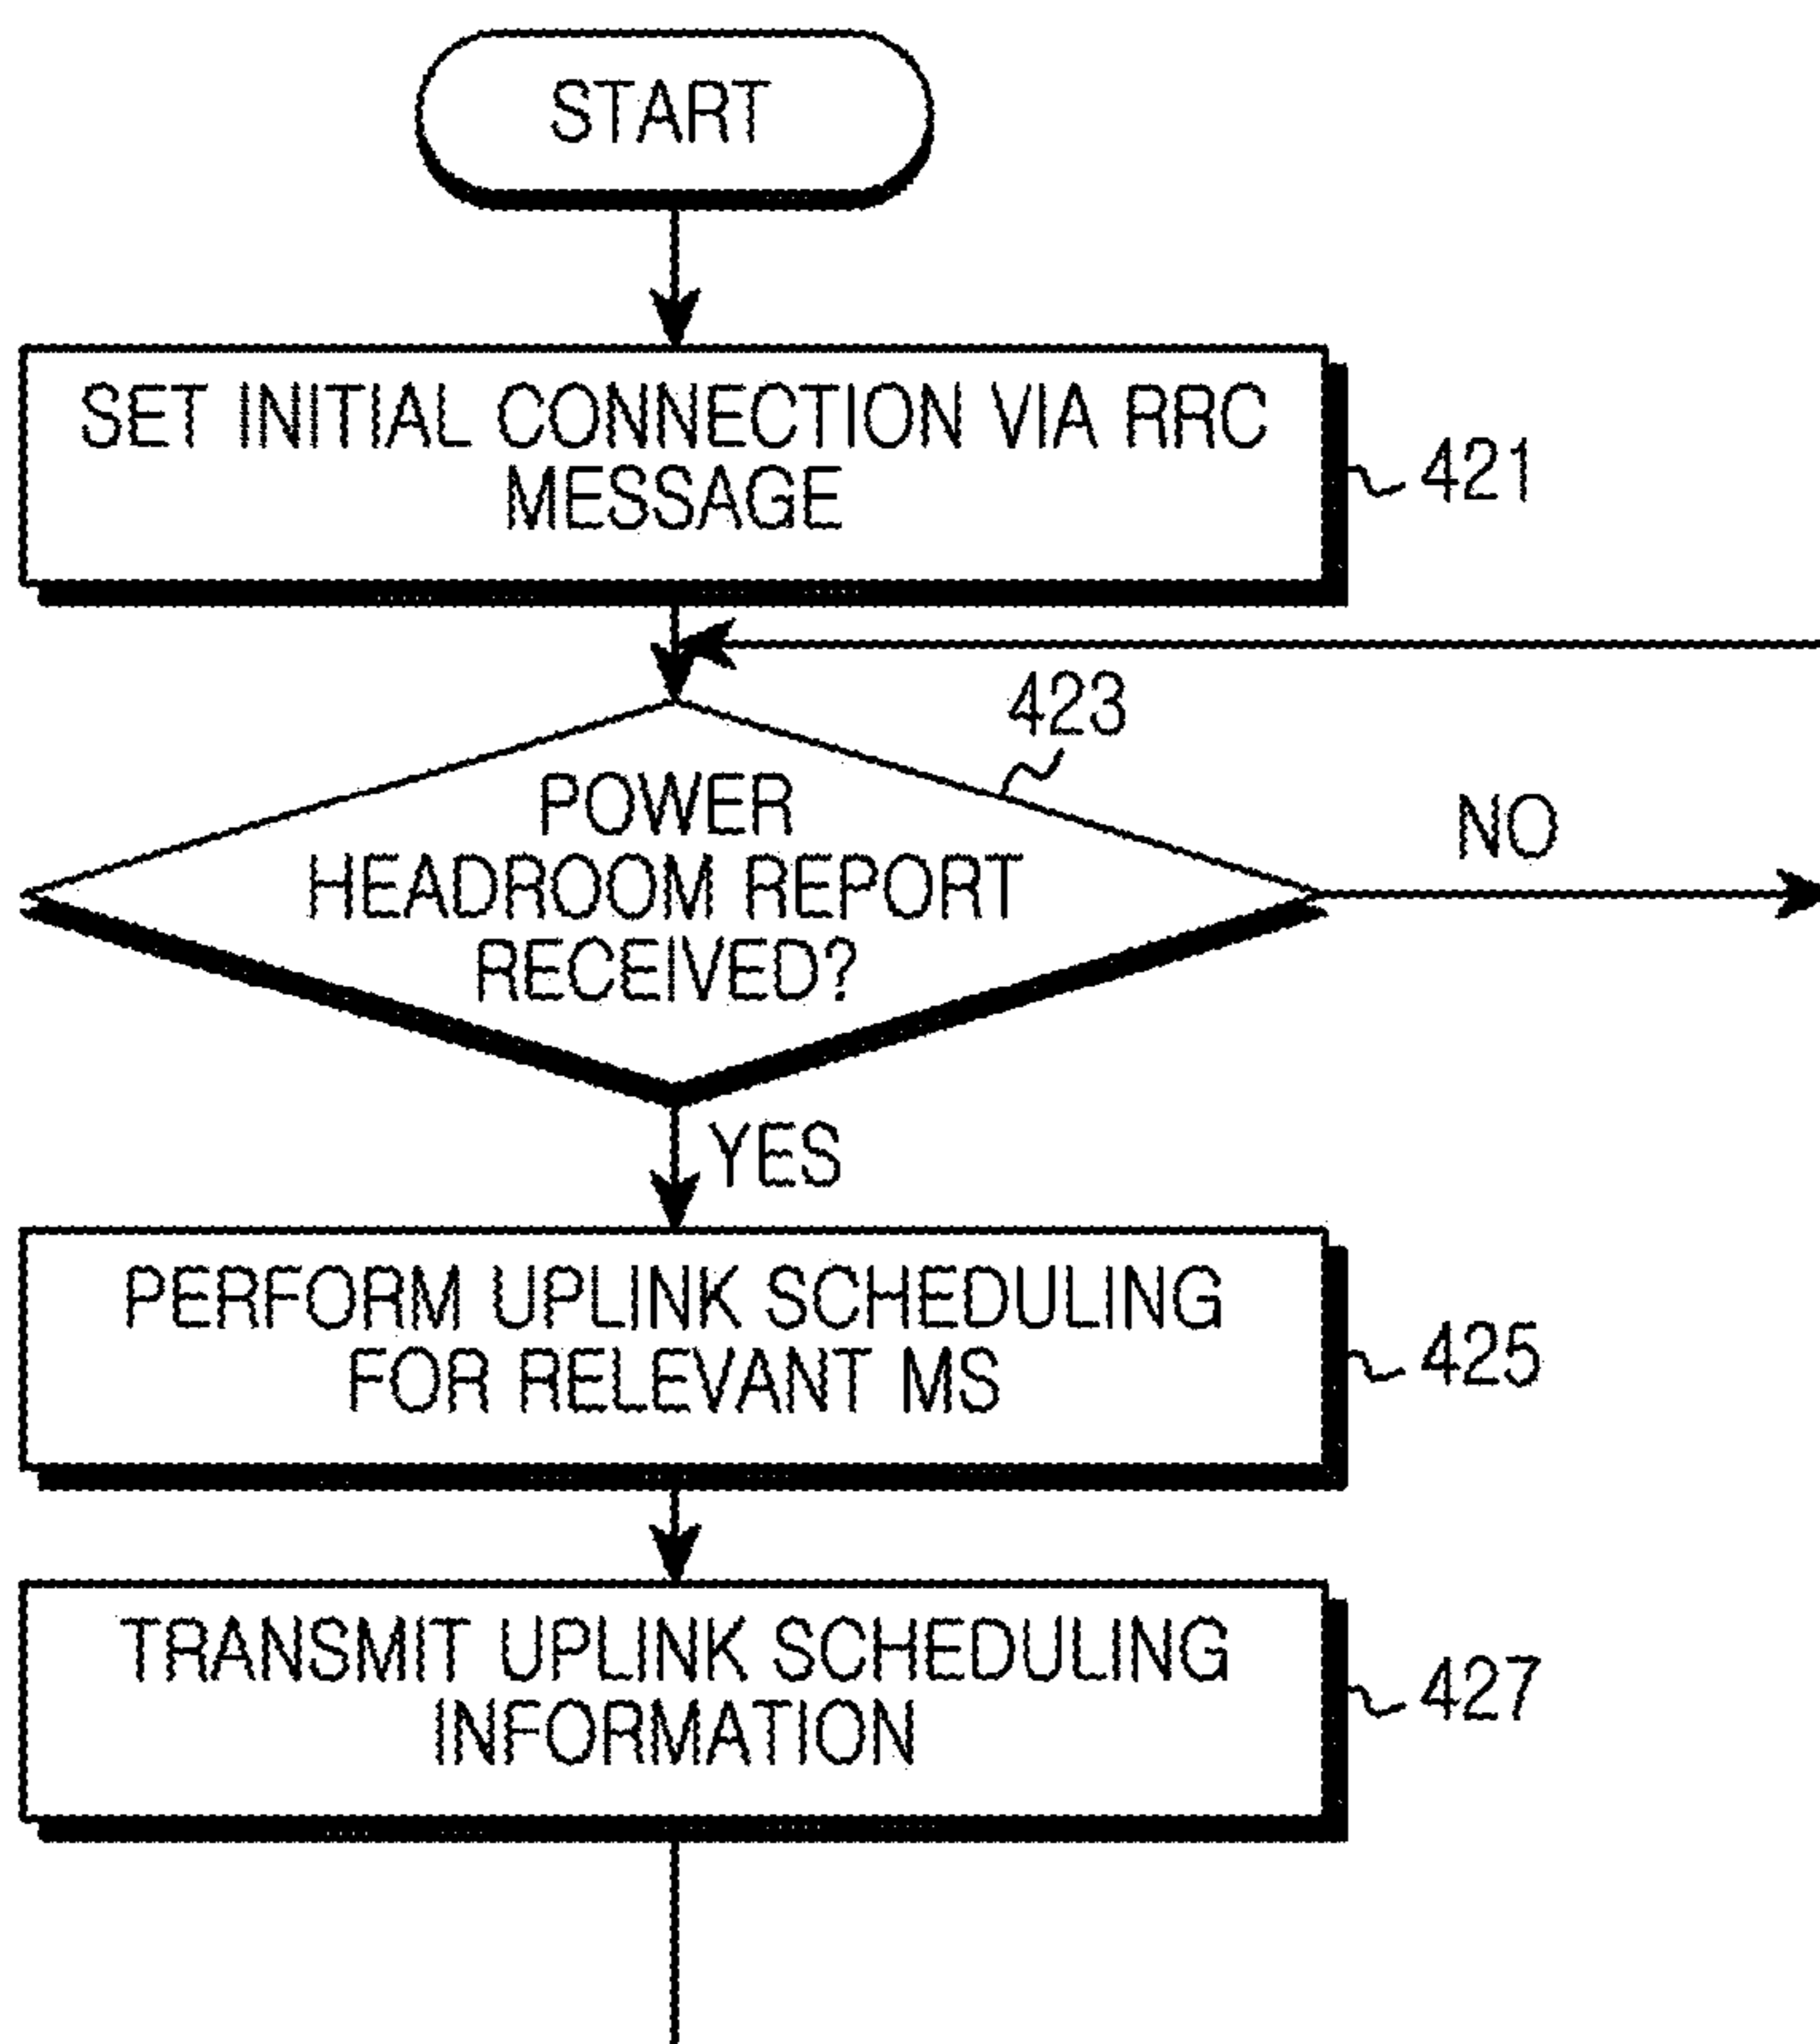 START
SET INITIAL CONNECTION VIA RRC
MESSAGE
421
423
POWER
HEADROOM REPORT
RECEIVED?
NO
YES
PERFORM UPLINK SCHEDULING
FOR RELEVANT MS
425
TRANSMIT UPLINK SCHEDULING
INFORMATION
427